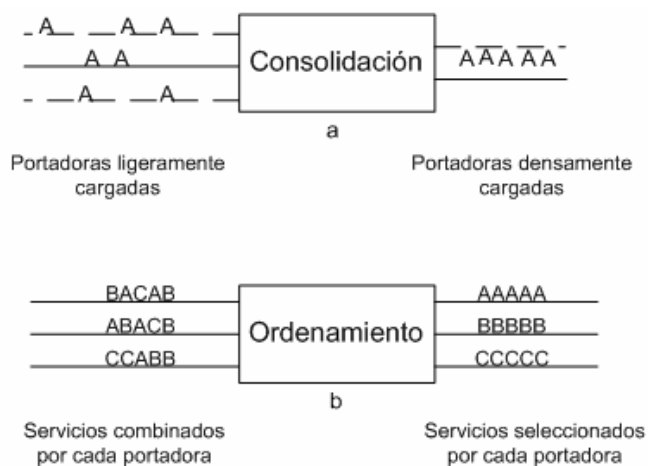 A A A
A A
A A
Consolidación
A A A A A
a
Portadoras ligeramente
cargadas
Portadoras densamente
cargadas
BACAB
ABACB
CCABB
Ordenamiento
AAAAA
BBBBB
CCCCC
b
Servicios combinados
por cada portadora
Servicios seleccionados
por cada portadora